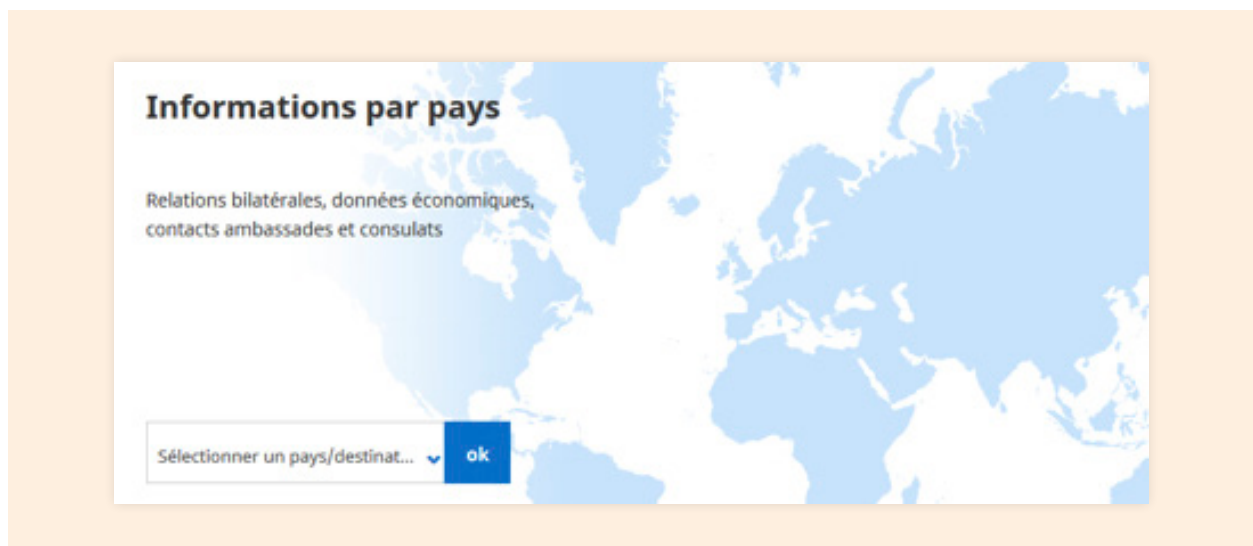 Informations par pays
Relations bilatérales, données économiques,
contacts ambassades et consulats
Sélectionner un pays/destinat...
ok